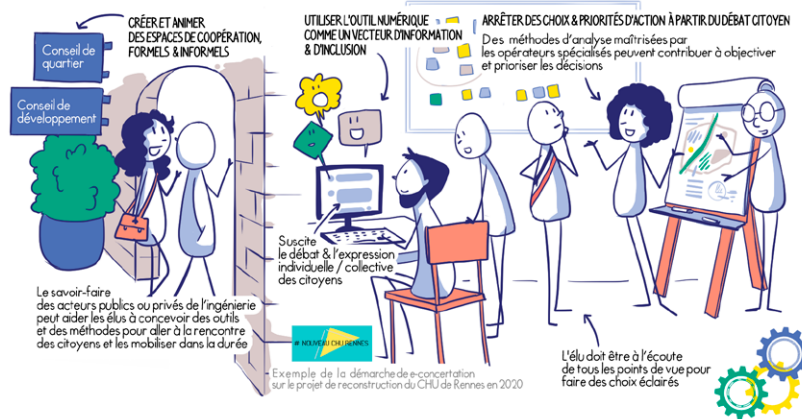 CRÉER ET ANIMER
DES ESPACES DE COOPÉRATION,
FORMELS & INFORMELS
Conseil de
quartier
Conseil de
développement
Le savoir-faire
des acteurs publics ou privés de l'ingénierie
peut aider les élus à concevoir des outils
et des méthodes pour aller à la rencontre
des citoyens et les mobiliser dans la durée
UTILISER L'OUTIL NUMÉRIQUE
COMME UN VECTEUR D'INFORMATION
& D'INCLUSION
Suscite
le débat & l'expression
individuelle / collective
des citoyens
# NOUVEAU CHU RENNES
Exemple de la démarche de e-concertation
sur le projet de reconstruction du CHU de Rennes en 2020
ARRÊTER DES CHOIX & PRIORITÉS D'ACTION À PARTIR DU DÉBAT CITOYEN
Des méthodes d'analyse maîtrisées par
les opérateurs spécialisés peuvent contribuer à objectiver
et prioriser les décisions
L'élu doit être à l'écoute
de tous les points de vue pour
faire des choix éclairés